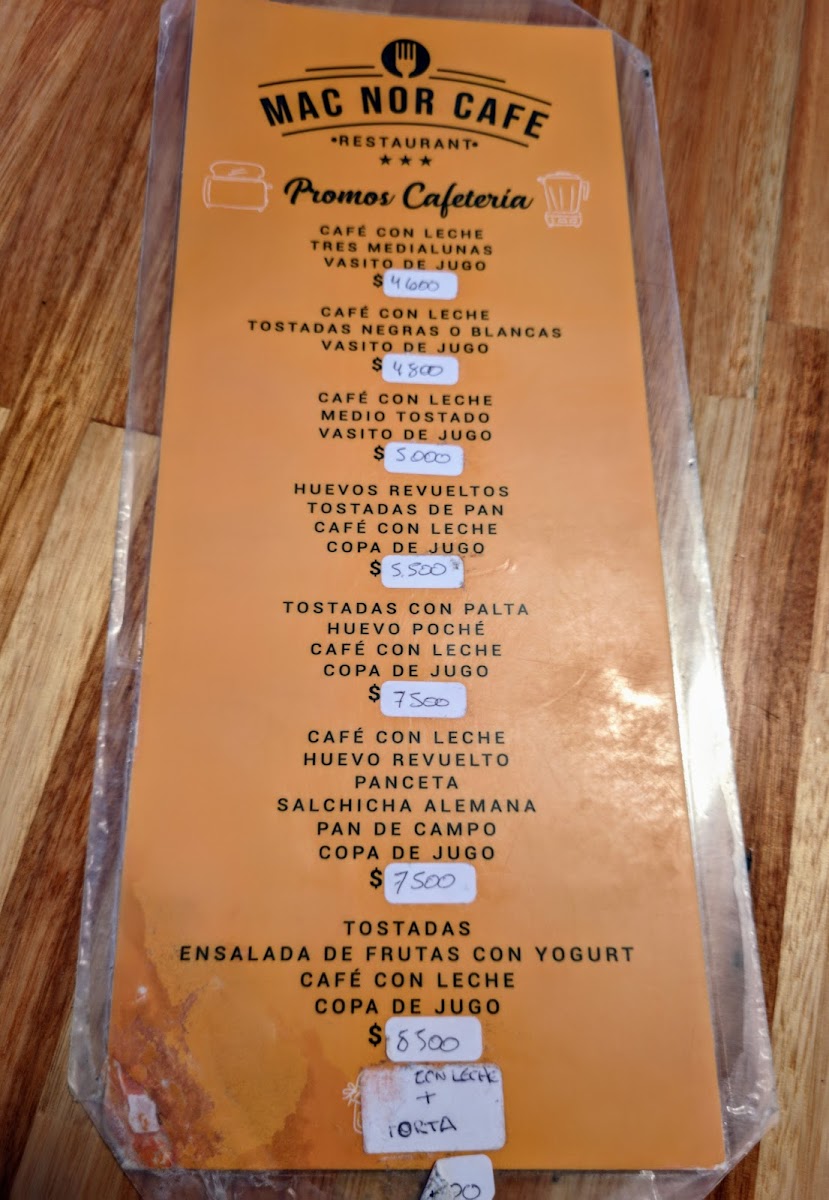 MAC NOR CAFE
•RESTAURANT•
Promos Cafetería
CAFÉ CON LECHE
TRES MEDIALUNAS
VASITO DE JUGO
$ 4600
CAFÉ CON LECHE
TOSTADAS NEGRAS O BLANCAS
VASITO DE JUGO
$ 4800
CAFÉ CON LECHE
MEDIO TOSTADO
VASITO DE JUGO
$ 5.000
HUEVOS REVUELTOS
TOSTADAS DE PAN
CAFÉ CON LECHE
COPA DE JUGO
$ 5.500
TOSTADAS CON PALTA
HUEVO POCHÉ
CAFÉ CON LECHE
COPA DE JUGO
$ 7500
CAFÉ CON LECHE
HUEVO REVUELTO
PANCETA
SALCHICHA ALEMANA
PAN DE CAMPO
COPA DE JUGO
$ 7500
TOSTADAS
ENSALADA DE FRUTAS CON YOGURT
CAFÉ CON LECHE
COPA DE JUGO
$ 8500
CON LECHE
+
TORTA